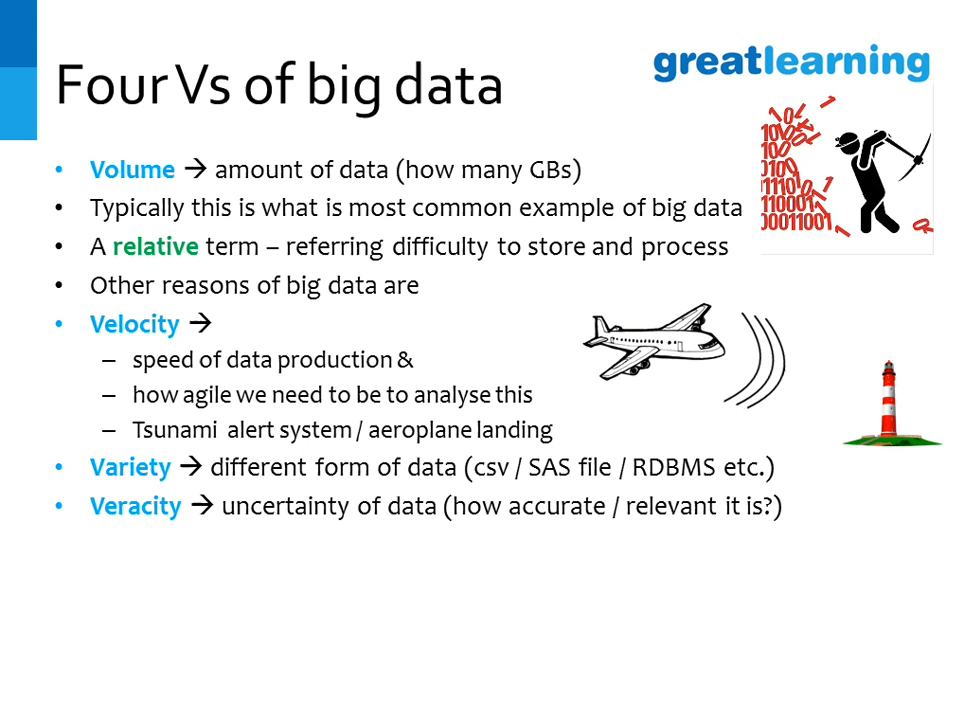 Four Vs of big data
greatlearning
• Volume → amount of data (how many GBs)
• Typically this is what is most common example of big data
• A relative term – referring difficulty to store and process
• Other reasons of big data are
• Velocity →
– speed of data production &
– how agile we need to be to analyse this
– Tsunami alert system / aeroplane landing
• Variety → different form of data (csv / SAS file / RDBMS etc.)
• Veracity → uncertainty of data (how accurate / relevant it is?)